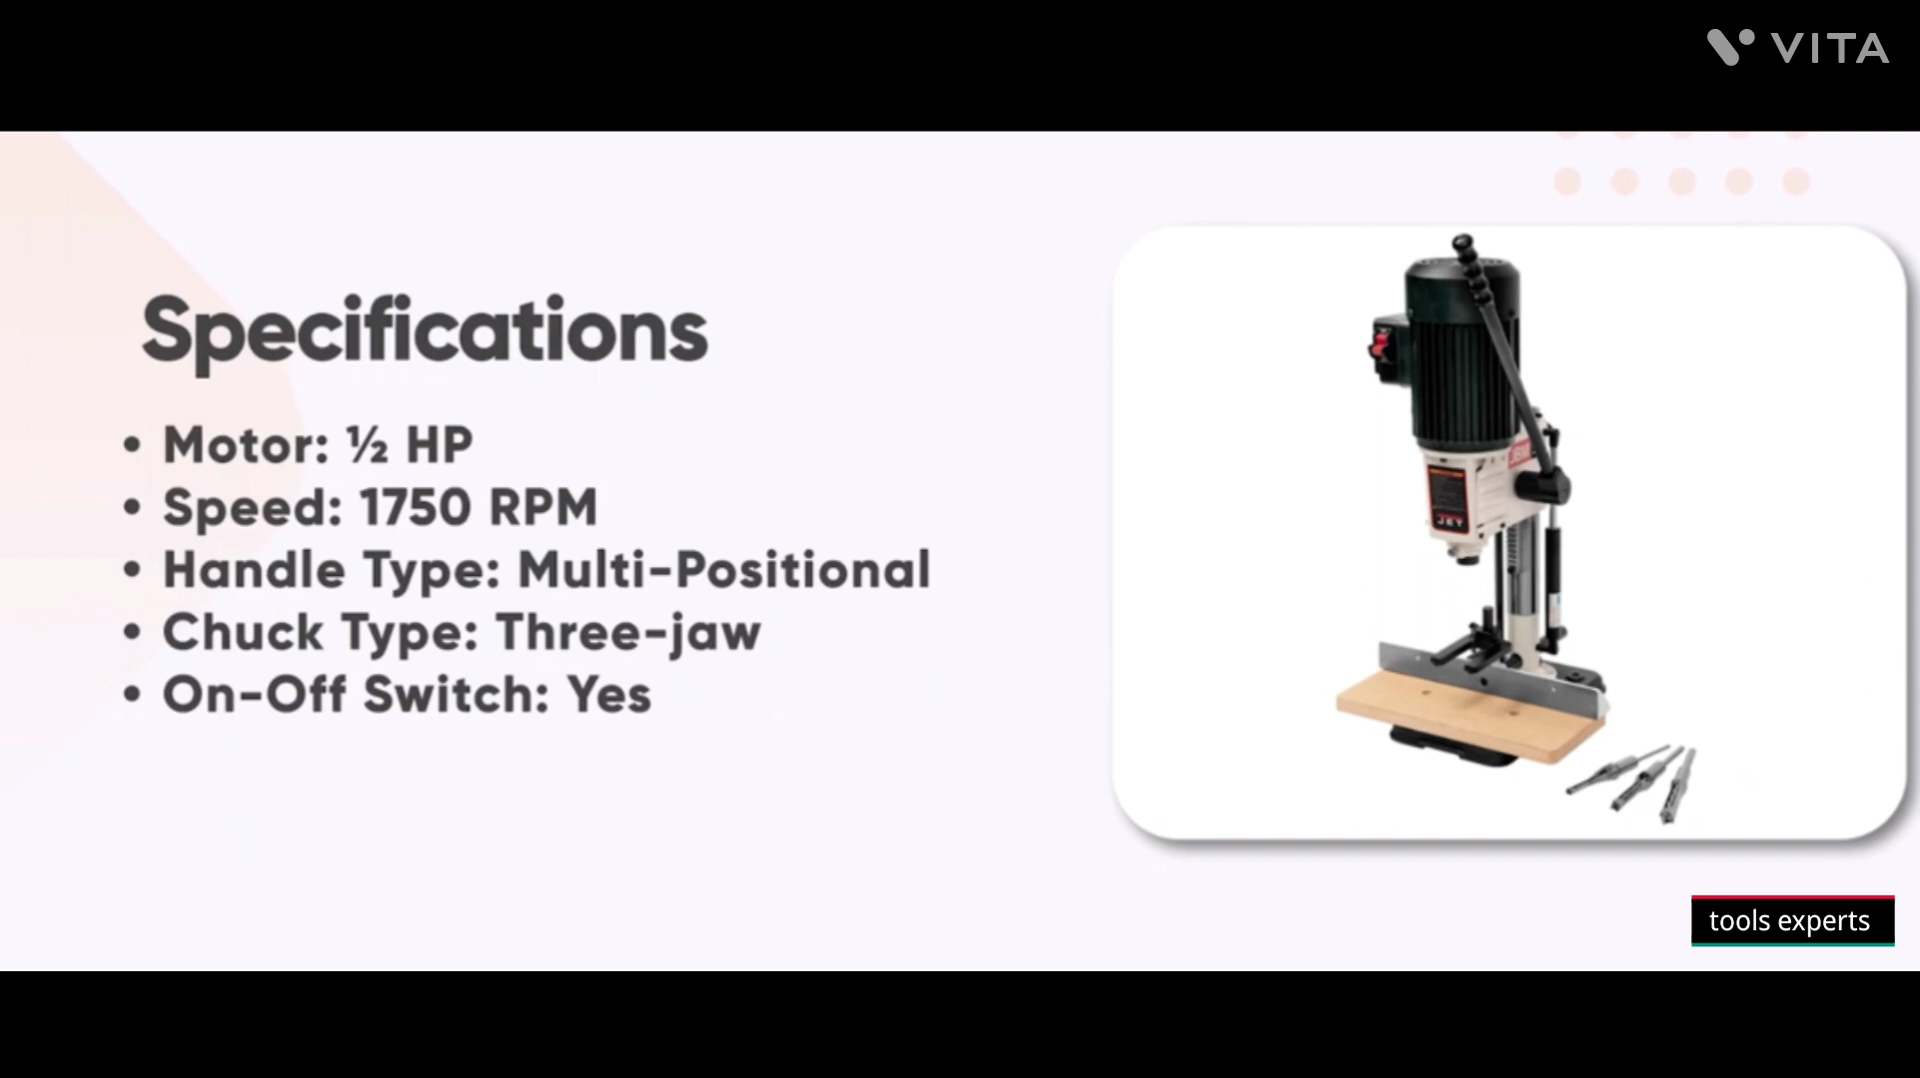 VITA
Specifications
• Motor: ½ HP
• Speed: 1750 RPM
• Handle Type: Multi-Positional
• Chuck Type: Three-jaw
• On-Off Switch: Yes
JET
tools experts